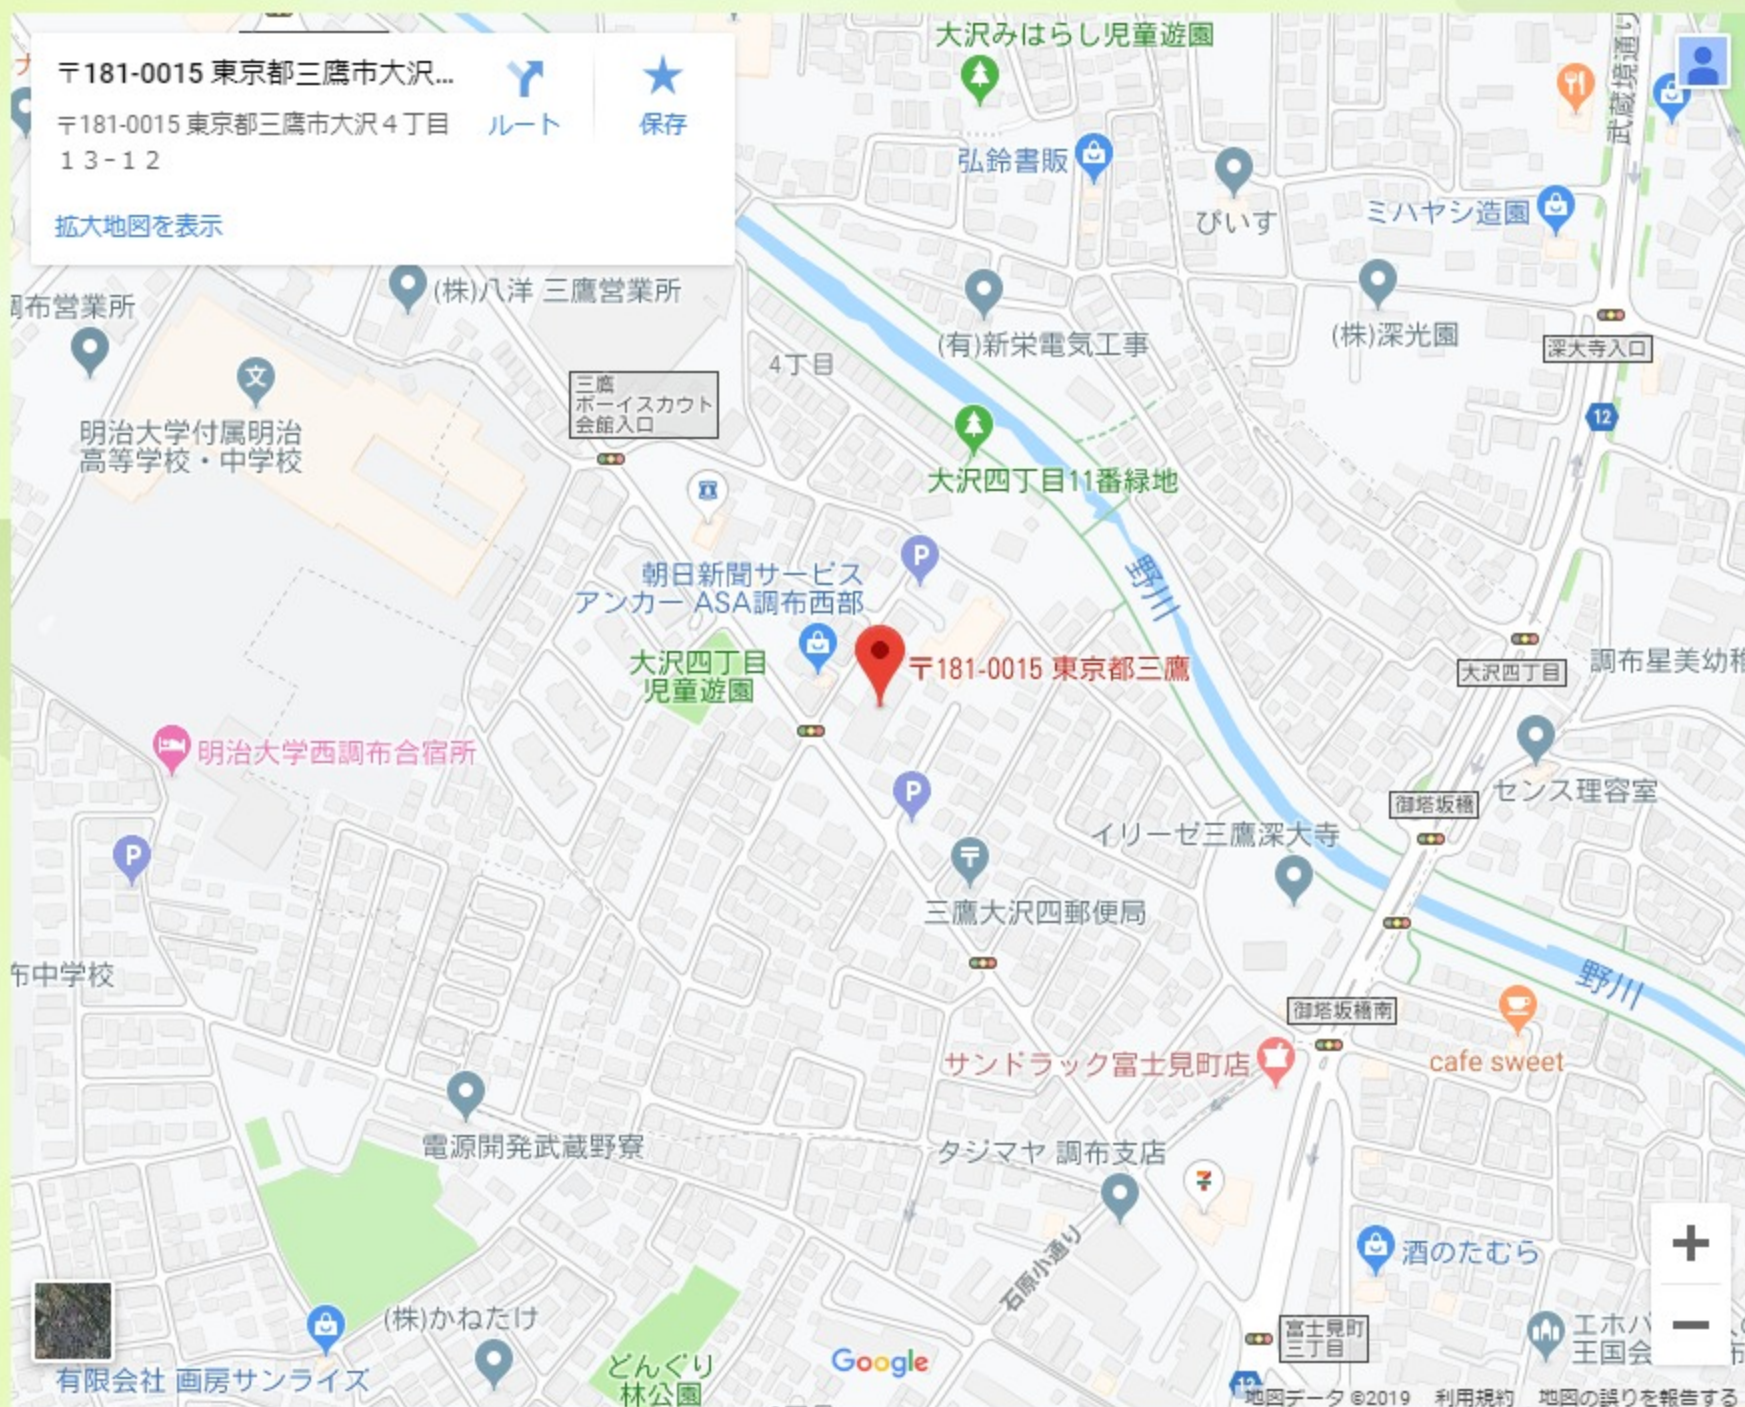 〒181-0015 東京都三鷹市大沢...
〒181-0015 東京都三鷹市大沢４丁目
１３−１２
ルート
保存
拡大地図を表示
大沢みはらし児童遊園
武蔵境通り
弘鈴書販
ぴいす
ミハヤシ造園
調布営業所
(株)八洋 三鷹営業所
(有)新栄電気工事
(株)深光園
深大寺入口
4丁目
三鷹
ボーイスカウト
会館入口
12
明治大学付属明治
高等学校・中学校
大沢四丁目11番緑地
P
朝日新聞サービス
アンカー ASA調布西部
野川
大沢四丁目
児童遊園
〒181-0015 東京都三鷹
大沢四丁目
調布星美幼稚
明治大学西調布合宿所
P
センス理容室
御塔坂橋
イリーゼ三鷹深大寺
P
三鷹大沢四郵便局
布中学校
野川
御塔坂橋南
サンドラック富士見町店
cafe sweet
電源開発武蔵野寮
タジマヤ 調布支店
7
石原小通り
酒のたむら
(株)かねたけ
富士見町
三丁目
エホバ
王国会
有限会社 画房サンライズ
どんぐり
林公園
Google
12
地図データ ©2019 利用規約 地図の誤りを報告する